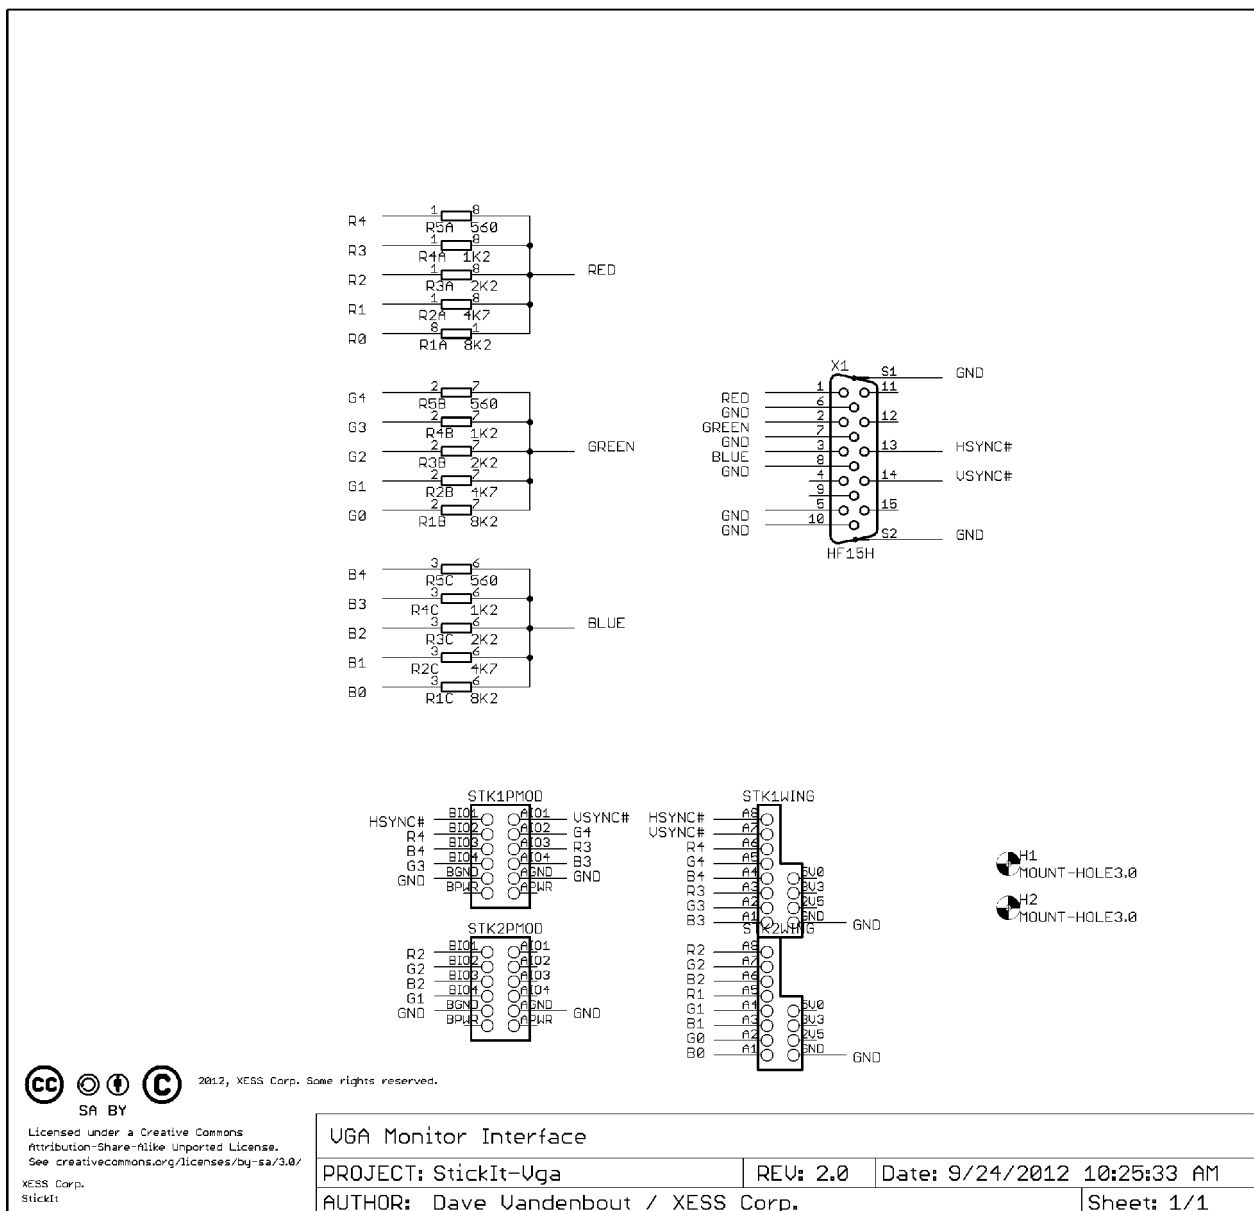 R4 1 8
R5A 560
R3 1 8
R4A 1K2
R2 1 8 RED
R3A 2K2
R1 1 8
R2A 4K7
R0 8 1
R1A 8K2
G4 2 7
R5B 560
G3 2 7
R4B 1K2
G2 2 7 GREEN
R3B 2K2
G1 2 7
R2B 4K7
G0 2 7
R1B 8K2
B4 3 6
R5C 560
B3 3 6
R4C 1K2
B2 3 6 BLUE
R3C 2K2
B1 3 6
R2C 4K7
B0 3 6
R1C 8K2
X1 S1 GND
RED 1 11
GND 6
GREEN 2 12
GND 7
BLUE 3 13 HSYNC#
GND 8
4 14 VSYNC#
9
GND 5 15
GND 10
S2 GND
HF15H
STK1PMOD
HSYNC# BIO1 AIO1 VSYNC#
R4 BIO2 AIO2 G4
B4 BIO3 AIO3 R3
G3 BIO4 AIO4 B3
GND BGND AGND GND
BPWR APWR
STK2PMOD
R2 BIO1 AIO1
G2 BIO2 AIO2
B2 BIO3 AIO3
G1 BIO4 AIO4
GND BGND AGND GND
BPWR APWR
STK1WING
HSYNC# A8
VSYNC# A7
R4 A6
G4 A5
B4 A4 5V0
R3 A3 3V3
G3 A2 2V5
B3 A1 GND GND
STK2WING
R2 A8
G2 A7
B2 A6
R1 A5
G1 A4 5V0
B1 A3 3V3
G0 A2 2V5
B0 A1 GND GND
H1
MOUNT-HOLE3.0
H2
MOUNT-HOLE3.0
CC C 2012, XESS Corp. Some rights reserved.
SA BY
Licensed under a Creative Commons
Attribution-Share-Alike Unported License.
See creativecommons.org/licenses/by-sa/3.0/
XESS Corp.
StickIt
VGA Monitor Interface
PROJECT: StickIt-Vga REV: 2.0 Date: 9/24/2012 10:25:33 AM
AUTHOR: Dave Vandenbout / XESS Corp. Sheet: 1/1